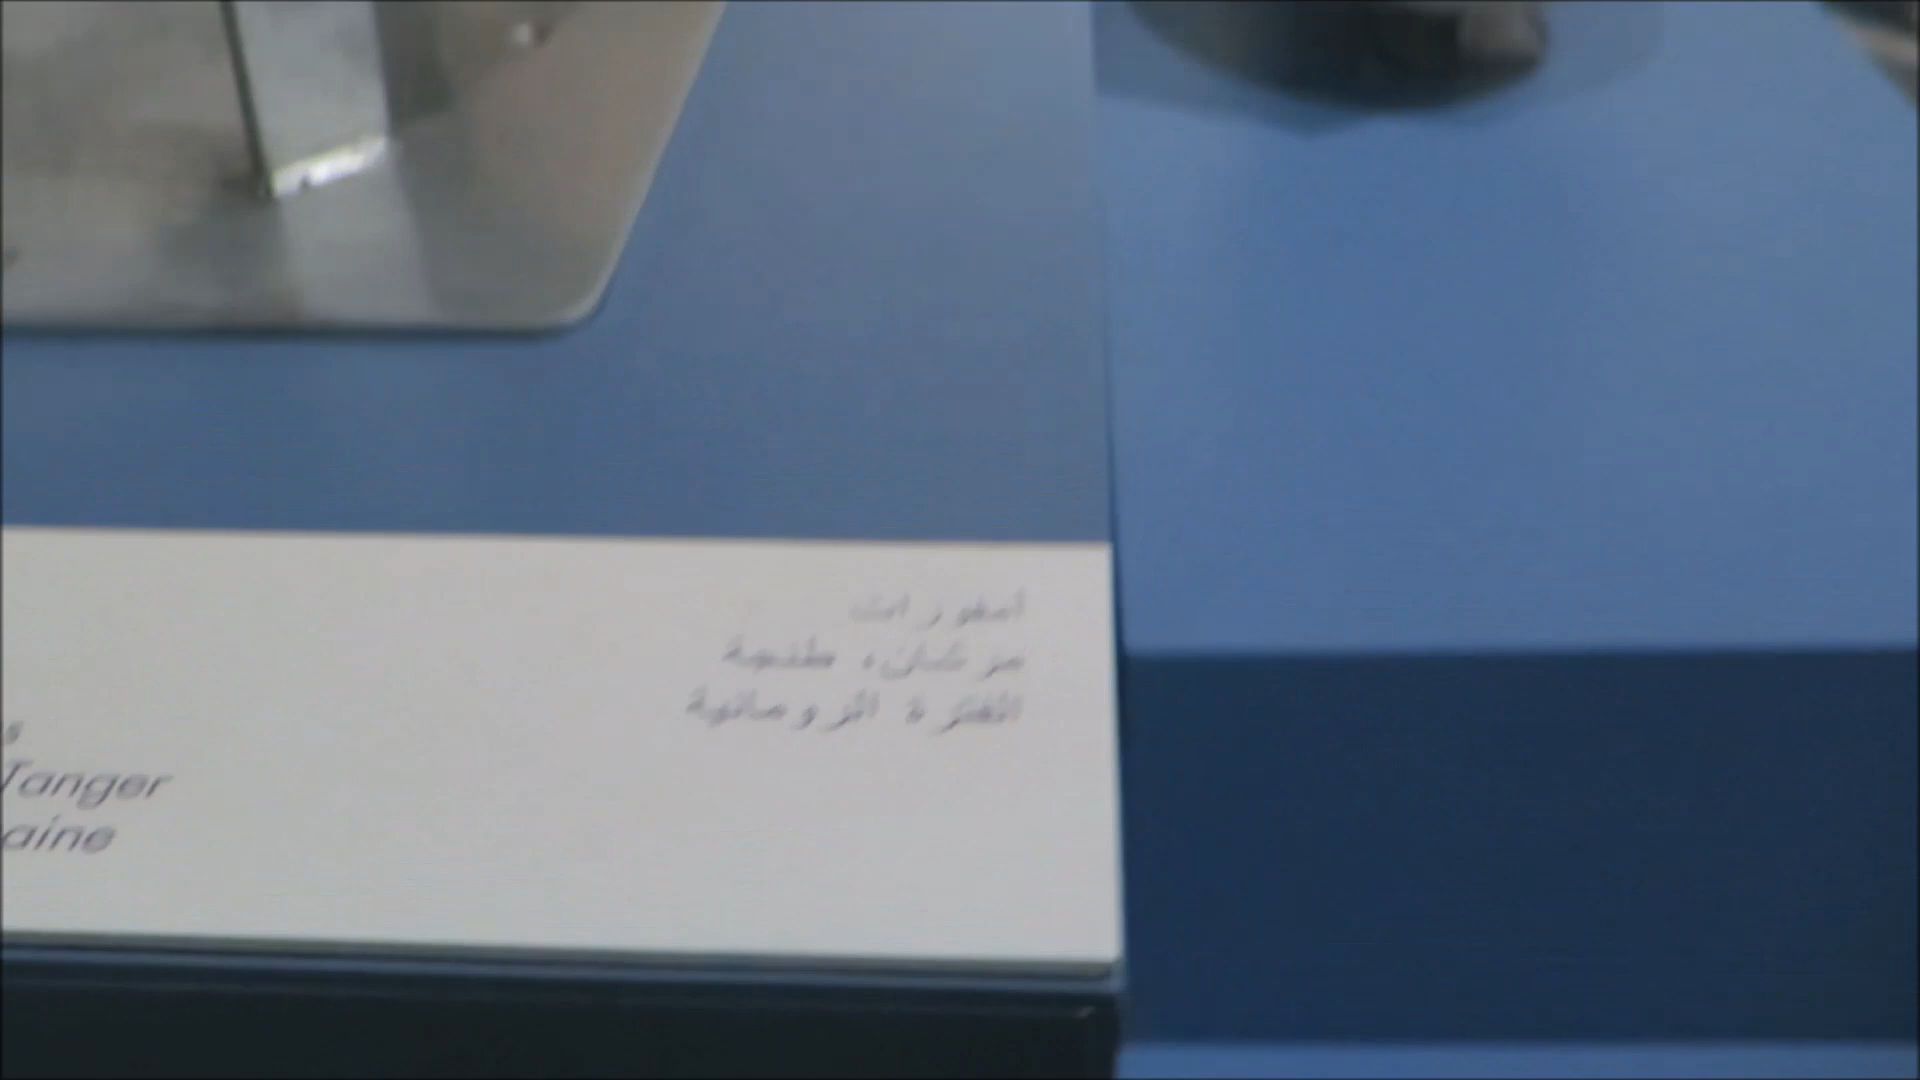 أمفورات
مرشان، طنجة
الفترة الرومانية
s
Tanger
aine